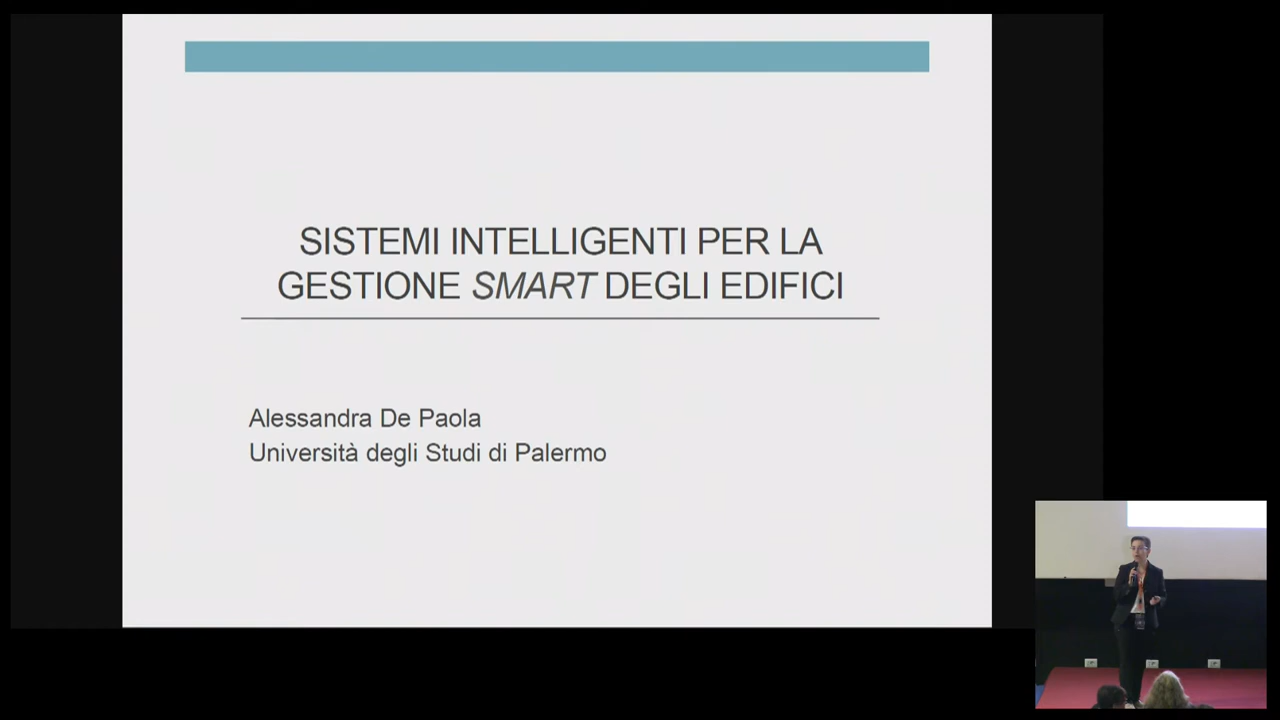 SISTEMI INTELLIGENTI PER LA
GESTIONE SMART DEGLI EDIFICI
Alessandra De Paola
Università degli Studi di Palermo